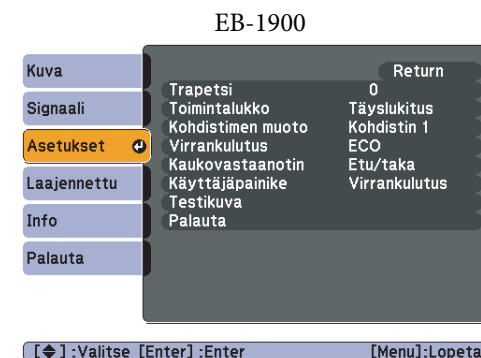 EB-1900
Kuva
Signaali
Asetukset
Laajennettu
Info
Palauta
Return
Trapetsi 0
Toimintalukko Täyslukitus
Kohdistimen muoto Kohdistin 1
Virrankulutus ECO
Kaukovastaanotin Etu/taka
Käyttäjäpainike Virrankulutus
Testikuva
Palauta
[◆] :Valitse [Enter] :Enter [Menu]:Lopeta